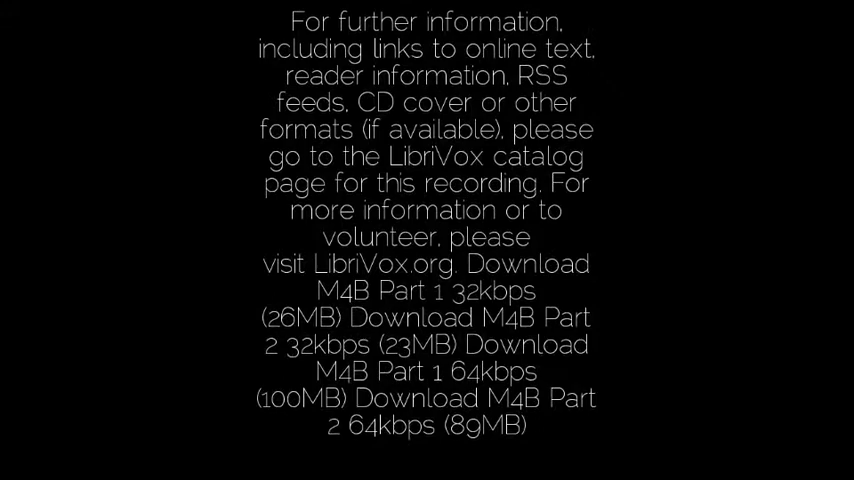 For further information,
including links to online text,
reader information, RSS
feeds, CD cover or other
formats (if available), please
go to the LibriVox catalog
page for this recording. For
more information or to
volunteer, please
visit LibriVox.org. Download
M4B Part 1 32kbps
(26MB) Download M4B Part
2 32kbps (23MB) Download
M4B Part 1 64kbps
(100MB) Download M4B Part
2 64kbps (89MB)